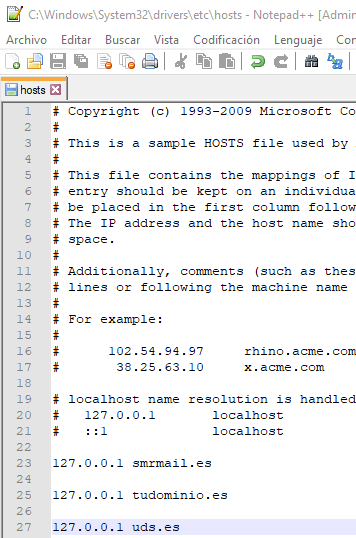 C:\Windows\System32\drivers\etc\hosts - Notepad++ [Admin
Archivo Editar Buscar Vista Codificación Lenguaje Co
hosts
1 # Copyright (c) 1993-2009 Microsoft Co
2 #
3 # This is a sample HOSTS file used by
4 #
5 # This file contains the mappings of I
6 # entry should be kept on an individua
7 # be placed in the first column follow
8 # The IP address and the host name sho
9 # space.
10 #
11 # Additionally, comments (such as thes
12 # lines or following the machine name
13 #
14 # For example:
15 #
16 # 102.54.94.97 rhino.acme.com
17 # 38.25.63.10 x.acme.com
18
19 # localhost name resolution is handled
20 # 127.0.0.1 localhost
21 # ::1 localhost
22
23 127.0.0.1 smrmail.es
24
25 127.0.0.1 tudominio.es
26
27 127.0.0.1 uds.es